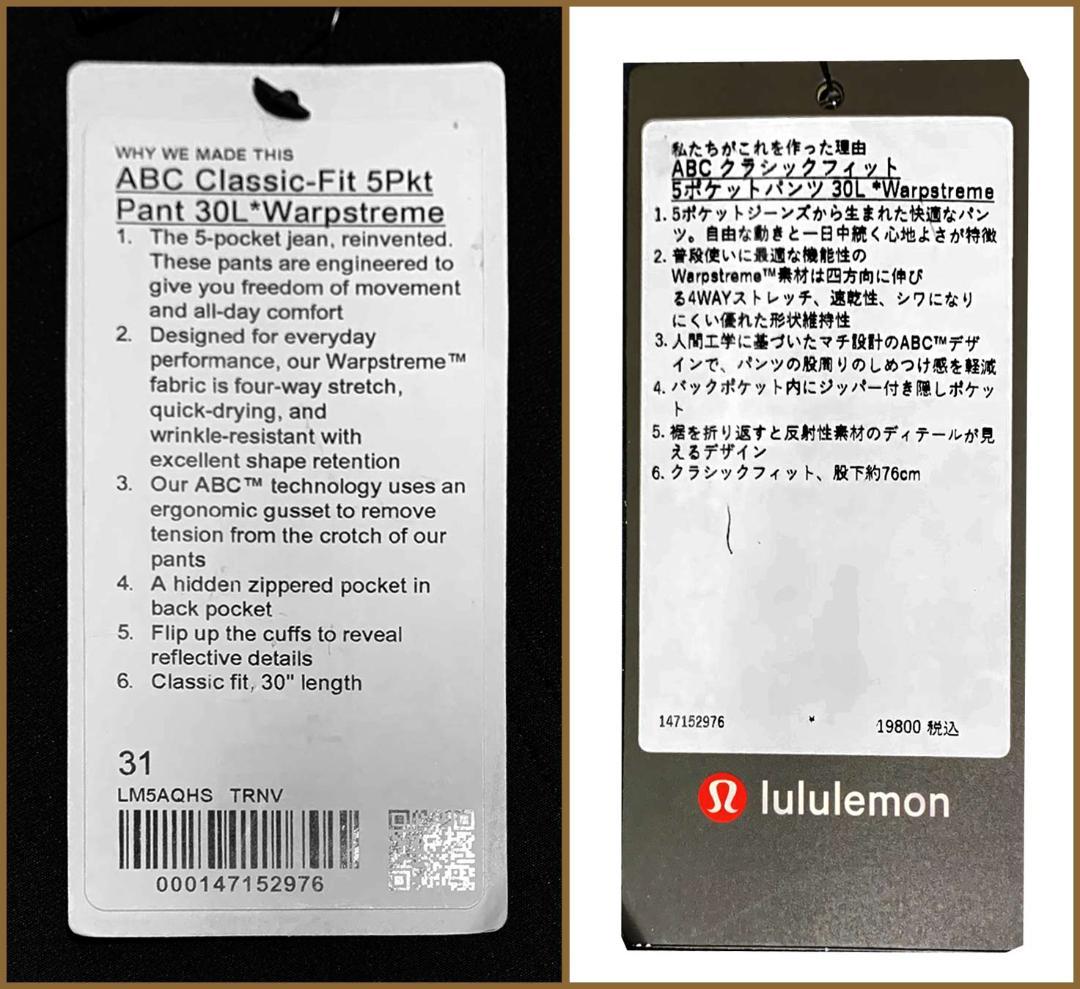 WHY WE MADE THIS
ABC Classic-Fit 5Pkt
Pant 30L*Warpstreme
1. The 5-pocket jean, reinvented.
These pants are engineered to
give you freedom of movement
and all-day comfort
2. Designed for everyday
performance, our Warpstreme™
fabric is four-way stretch,
quick-drying, and
wrinkle-resistant with
excellent shape retention
3. Our ABC™ technology uses an
ergonomic gusset to remove
tension from the crotch of our
pants
4. A hidden zippered pocket in
back pocket
5. Flip up the cuffs to reveal
reflective details
6. Classic fit, 30" length
31
LM5AQHS TRNV
000147152976
私たちがこれを作った理由
ABC クラシックフィット
5ポケットパンツ 30L *Warpstreme
1. 5ポケットジーンズから生まれた快適なパン
ツ。自由な動きと一日中続く心地よさが特徴
2. 普段使いに最適な機能性の
Warpstreme™素材は四方向に伸び
る4WAYストレッチ、速乾性、シワになり
にくい優れた形状維持性
3. 人間工学に基づいたマチ設計のABC™デザ
インで、パンツの股周りのしめつけ感を軽減
4. バックポケット内にジッパー付き隠しポケッ
ト
5. 裾を折り返すと反射性素材のディテールが見
えるデザイン
6. クラシックフィット、股下約76cm
147152976 19800 税込
lululemon